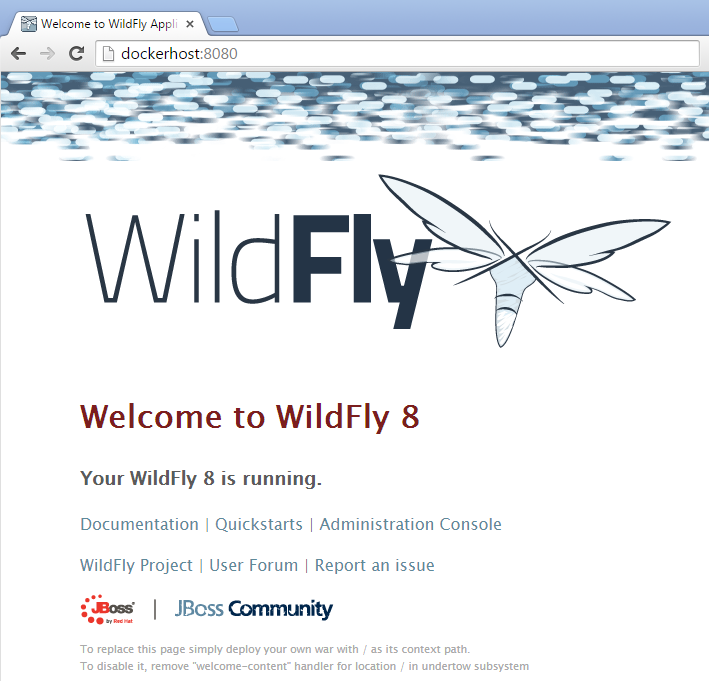 Welcome to WildFly Appli
dockerhost:8080
WildFly
Welcome to WildFly 8
Your WildFly 8 is running.
Documentation | Quickstarts | Administration Console
WildFly Project | User Forum | Report an issue
JBoss by Red Hat | JBoss Community
To replace this page simply deploy your own war with / as its context path.
To disable it, remove "welcome-content" handler for location / in undertow subsystem